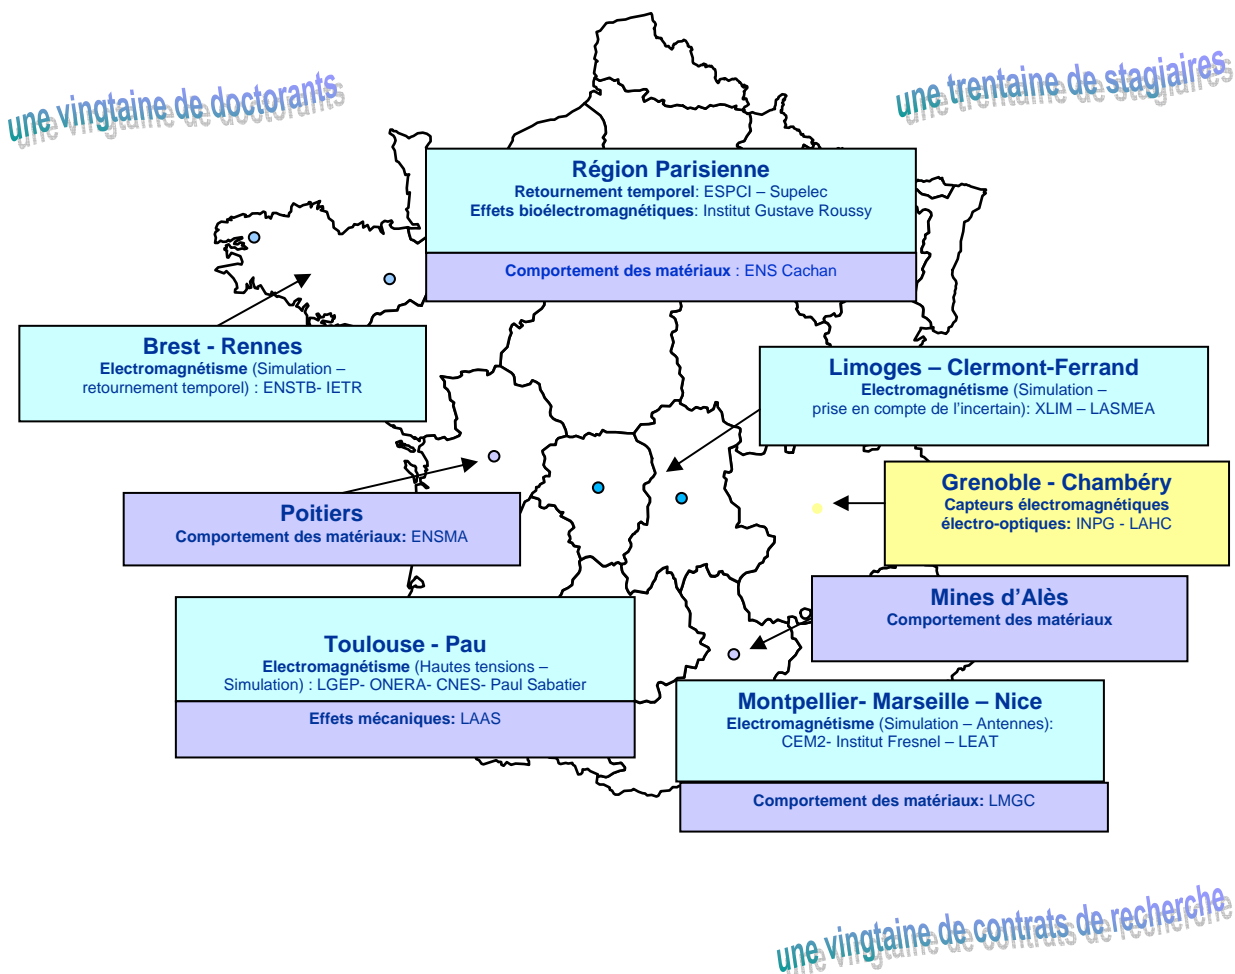 une vingtaine de doctorants
une trentaine de stagiaires
Région Parisienne
Retournement temporel: ESPCI – Supelec
Effets bioélectromagnétiques: Institut Gustave Roussy
Comportement des matériaux : ENS Cachan
Brest - Rennes
Electromagnétisme (Simulation –
retournement temporel) : ENSTB- IETR
Limoges – Clermont-Ferrand
Electromagnétisme (Simulation –
prise en compte de l'incertain): XLIM – LASMEA
Grenoble - Chambéry
Capteurs électromagnétiques
électro-optiques: INPG - LAHC
Poitiers
Comportement des matériaux: ENSMA
Mines d'Alès
Comportement des matériaux
Toulouse - Pau
Electromagnétisme (Hautes tensions –
Simulation) : LGEP- ONERA- CNES- Paul Sabatier
Effets mécaniques: LAAS
Montpellier- Marseille – Nice
Electromagnétisme (Simulation – Antennes):
CEM2- Institut Fresnel – LEAT
Comportement des matériaux: LMGC
une vingtaine de contrats de recherche